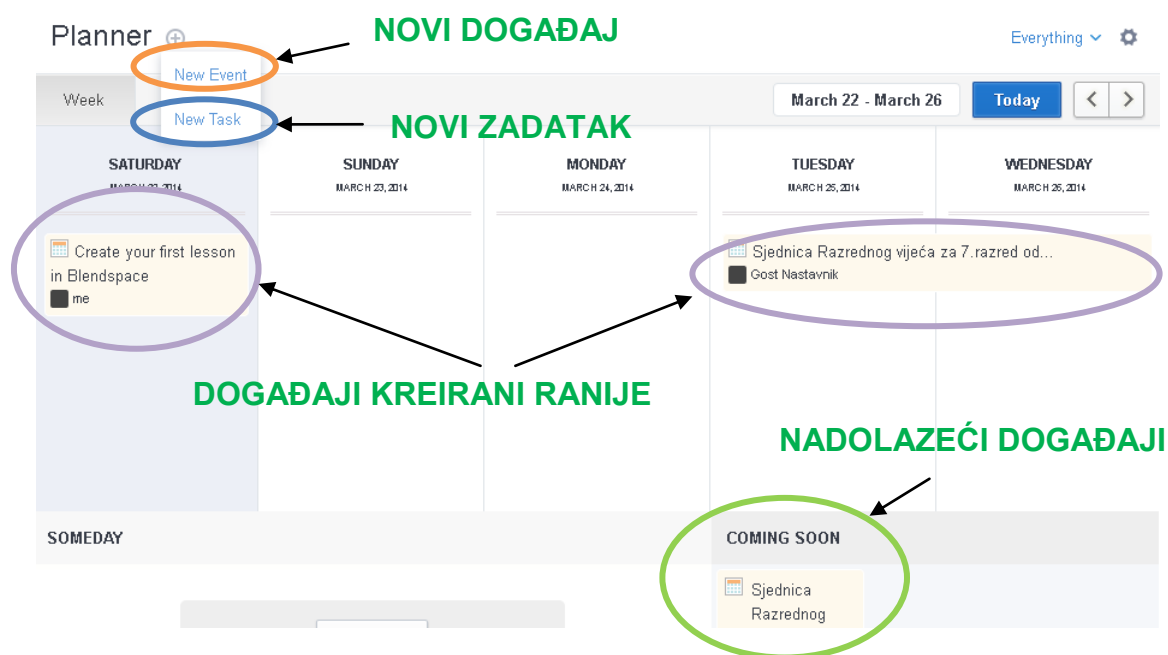 Planner
NOVI DOGAĐAJ
Everything
New Event
Week
March 22 - March 26
Today
New Task
NOVI ZADATAK
SATURDAY
SUNDAY
MONDAY
TUESDAY
WEDNESDAY
MARCH 22, 2014
MARCH 23, 2014
MARCH 24, 2014
MARCH 25, 2014
MARCH 26, 2014
Create your first lesson
in Blendspace
me
Sjednica Razrednog vijeća za 7.razred od...
Gost Nastavnik
DOGAĐAJI KREIRANI RANIJE
NADOLAZEĆI DOGAĐAJI
SOMEDAY
COMING SOON
Sjednica
Razrednog